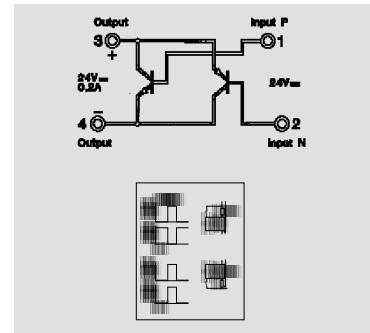 Output
Input P
3
1
+
24V
0,2A
24V
–
4
2
Output
Input N